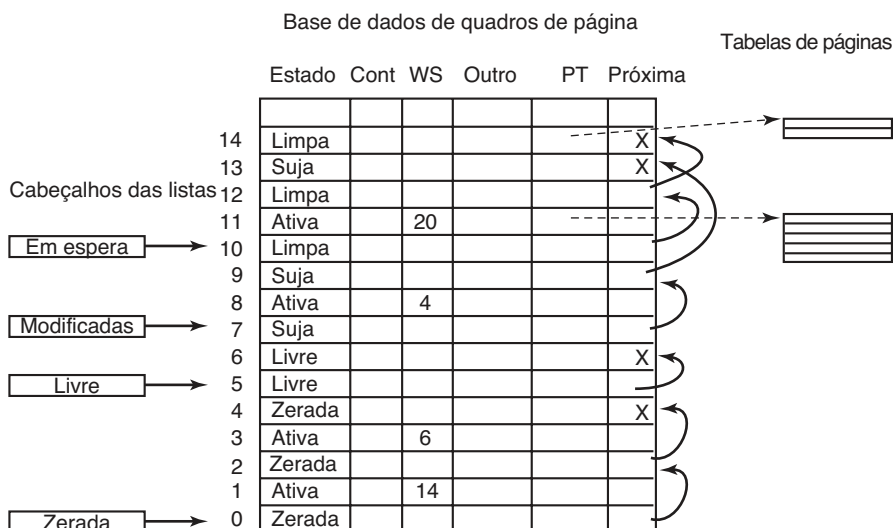 Base de dados de quadros de página
Tabelas de páginas
Estado Cont WS Outro PT Próxima
14 Limpa X
13 Suja X
Cabeçalhos das listas
12 Limpa
11 Ativa 20
Em espera 10 Limpa
9 Suja
8 Ativa 4
Modificadas 7 Suja
6 Livre X
Livre 5 Livre
4 Zerada X
3 Ativa 6
2 Zerada
1 Ativa 14
Zerada 0 Zerada